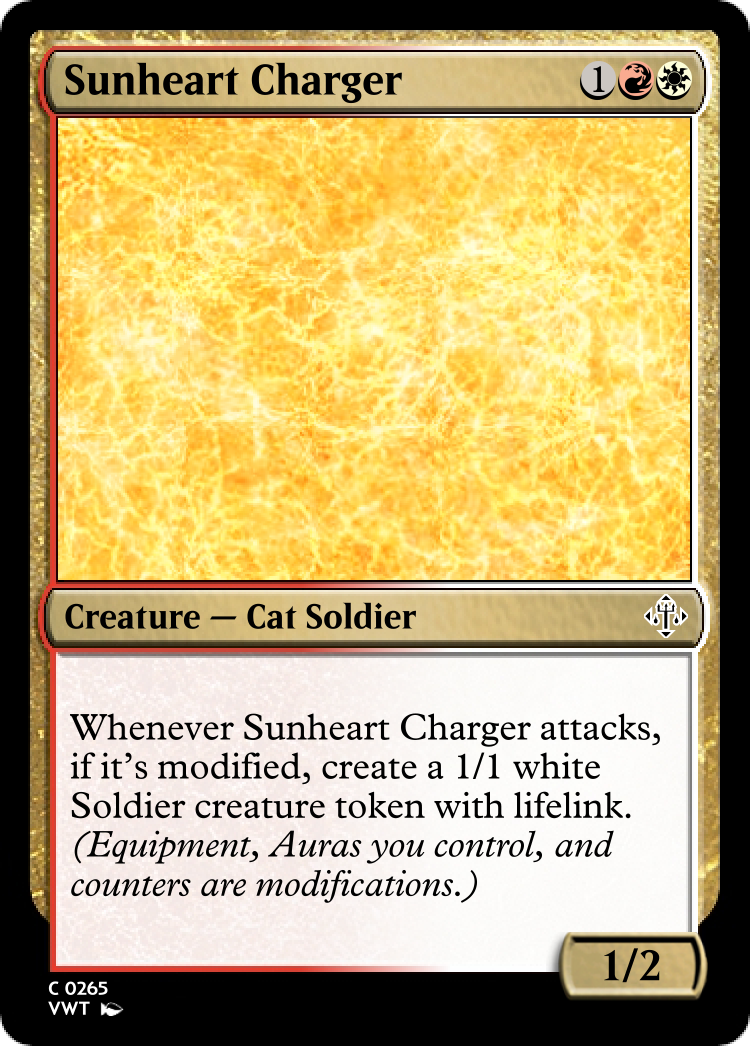 Sunheart Charger 1
Creature — Cat Soldier
Whenever Sunheart Charger attacks,
if it's modified, create a 1/1 white
Soldier creature token with lifelink.
(Equipment, Auras you control, and
counters are modifications.)
1/2
C 0265
VWT